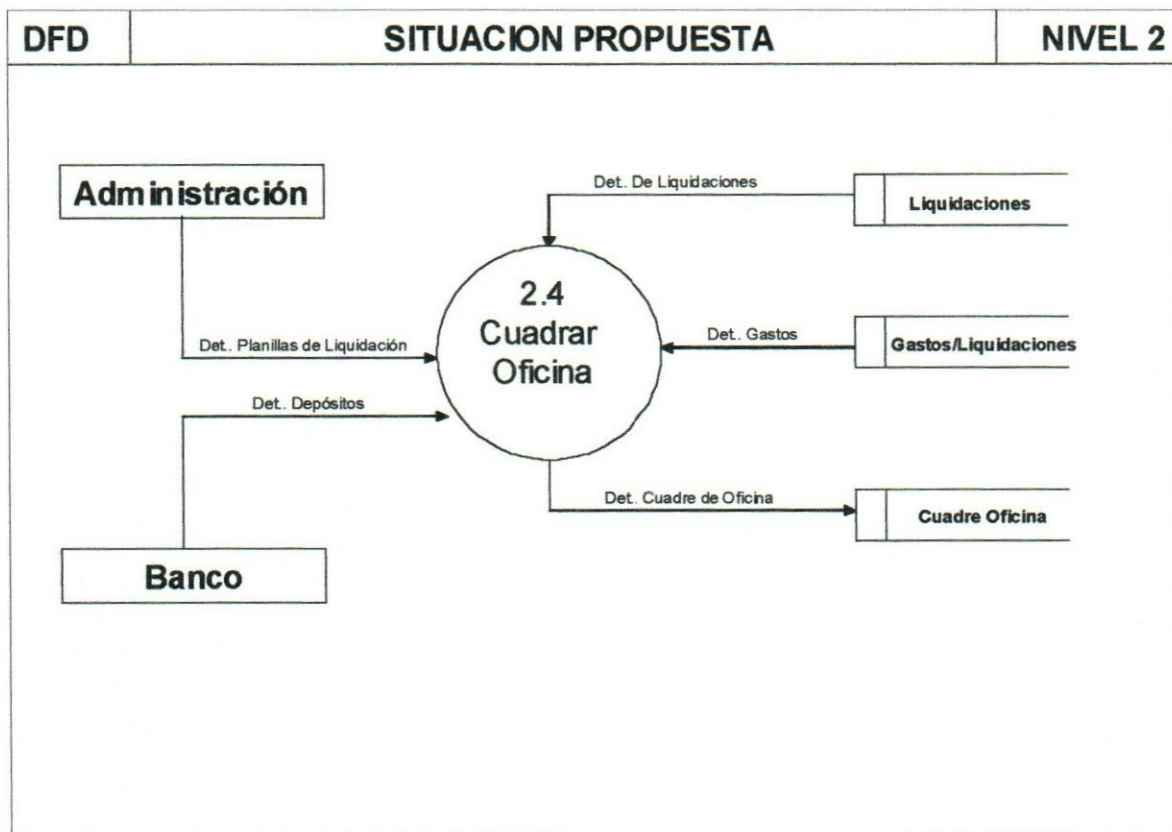 DFD
SITUACION PROPUESTA
NIVEL 2
Administración
Det.. De Liquidaciones
Liquidaciones
2.4
Cuadrar
Oficina
Det.. Planillas de Liquidación
Det.. Gastos
Gastos/Liquidaciones
Det.. Depósitos
Det.. Cuadre de Oficina
Cuadre Oficina
Banco